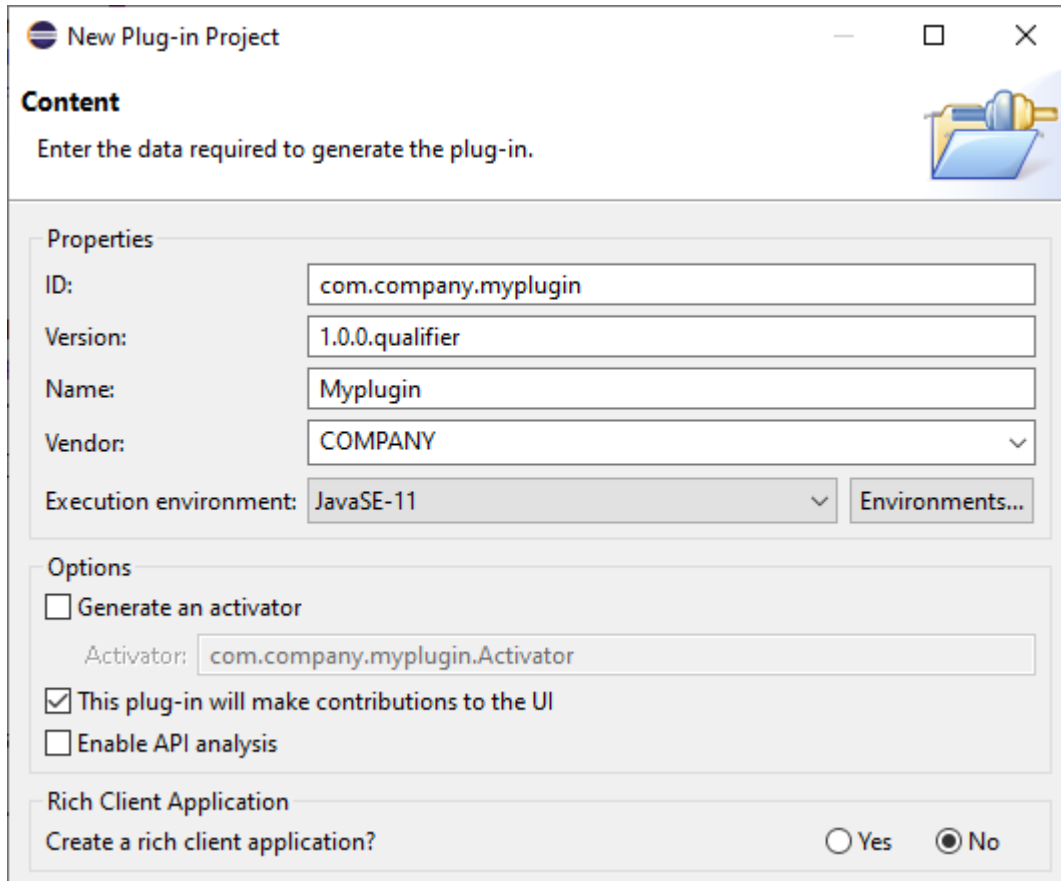 New Plug-in Project
Content
Enter the data required to generate the plug-in.
Properties
ID: com.company.myplugin
Version: 1.0.0.qualifier
Name: Myplugin
Vendor: COMPANY
Execution environment: JavaSE-11 Environments...
Options
Generate an activator
Activator: com.company.myplugin.Activator
This plug-in will make contributions to the UI
Enable API analysis
Rich Client Application
Create a rich client application? Yes No